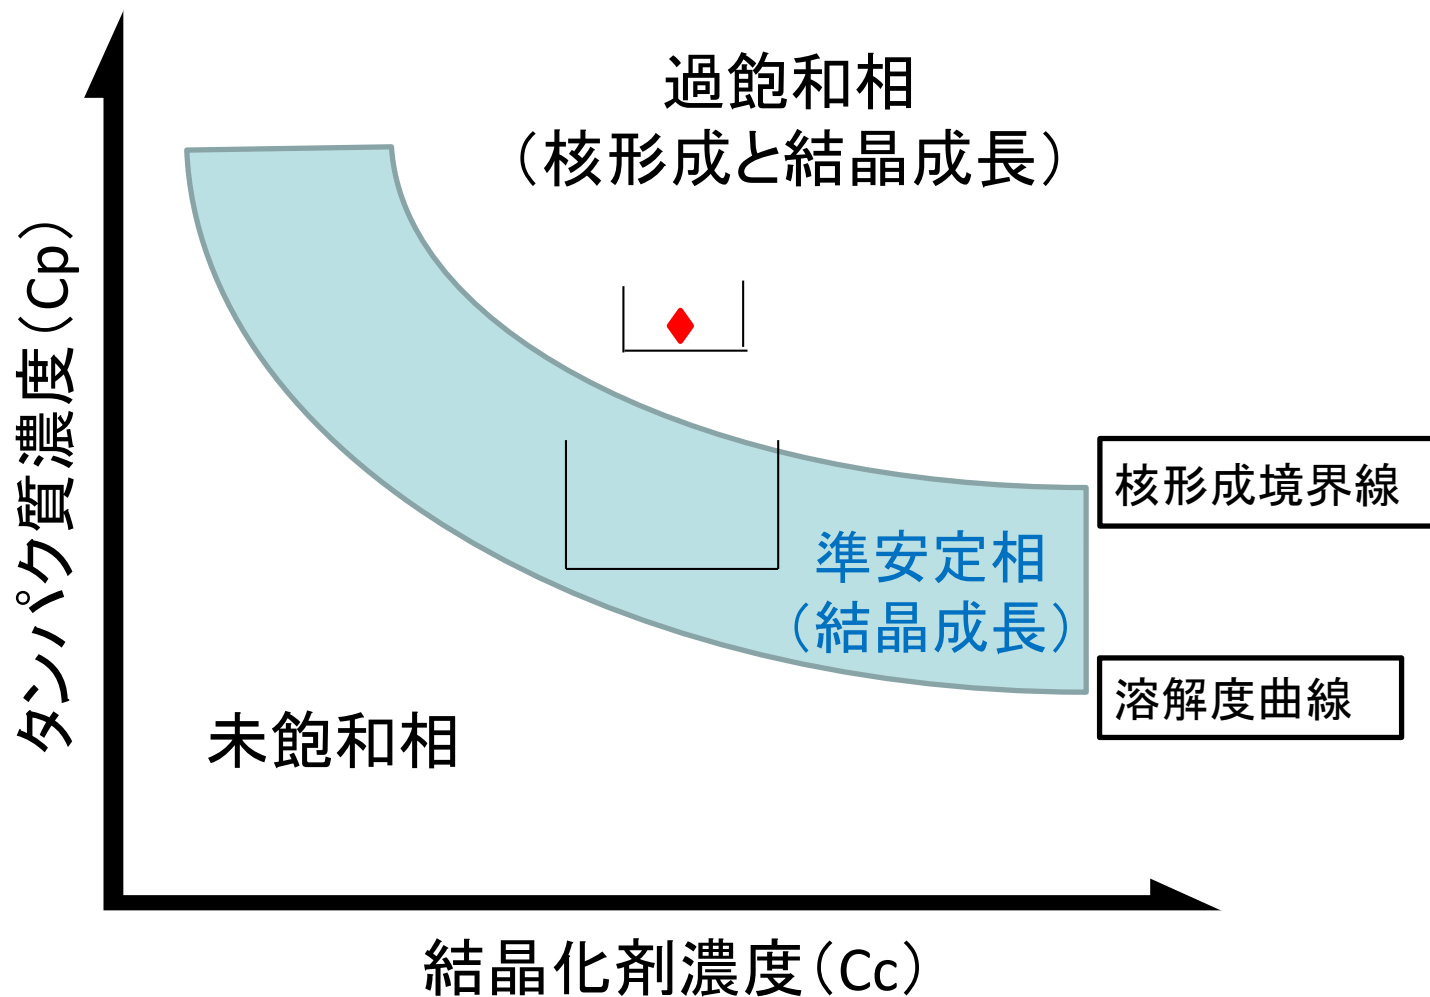 過飽和相
（核形成と結晶成長）
タンパク質濃度（Cp）
核形成境界線
準安定相
（結晶成長）
溶解度曲線
未飽和相
結晶化剤濃度（Cc）